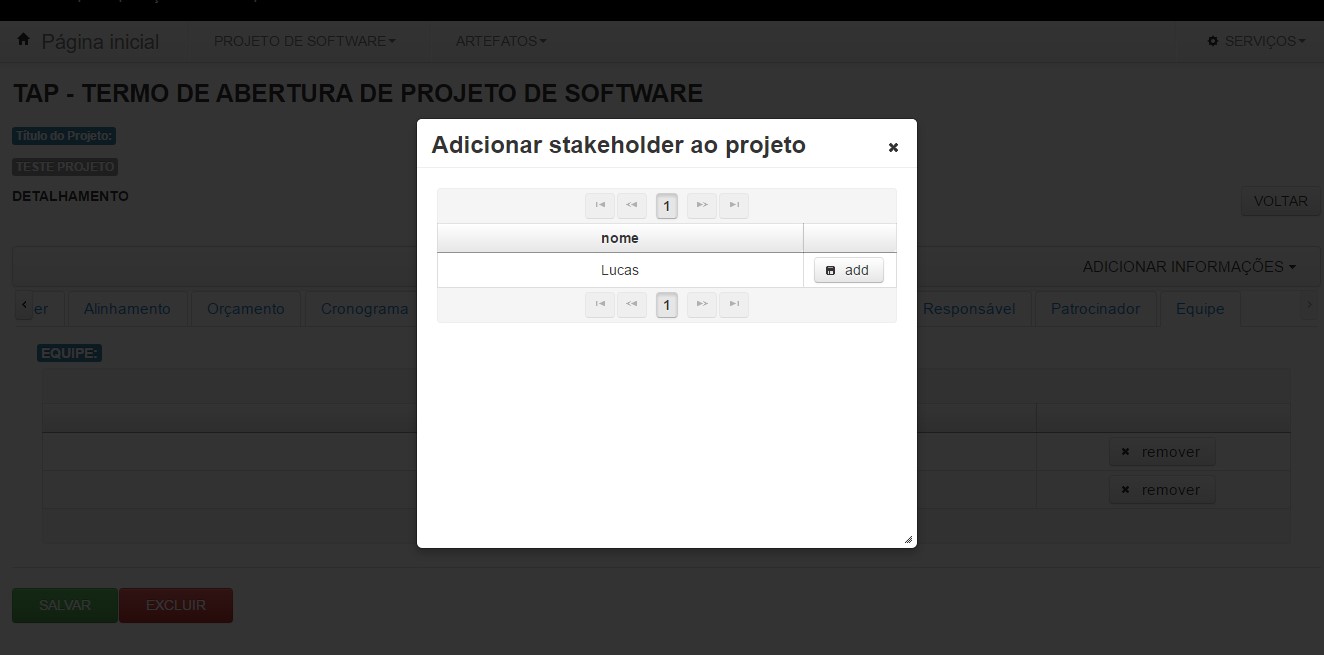 Página inicial PROJETO DE SOFTWARE ARTEFATOS SERVIÇOS
TAP - TERMO DE ABERTURA DE PROJETO DE SOFTWARE
Título do Projeto:
TESTE PROJETO
DETALHAMENTO
VOLTAR
ADICIONAR INFORMAÇÕES
er Alinhamento Orçamento Cronograma Responsável Patrocinador Equipe
EQUIPE:
remover
remover
SALVAR EXCLUIR
Adicionar stakeholder ao projeto
1
nome
Lucas add
1